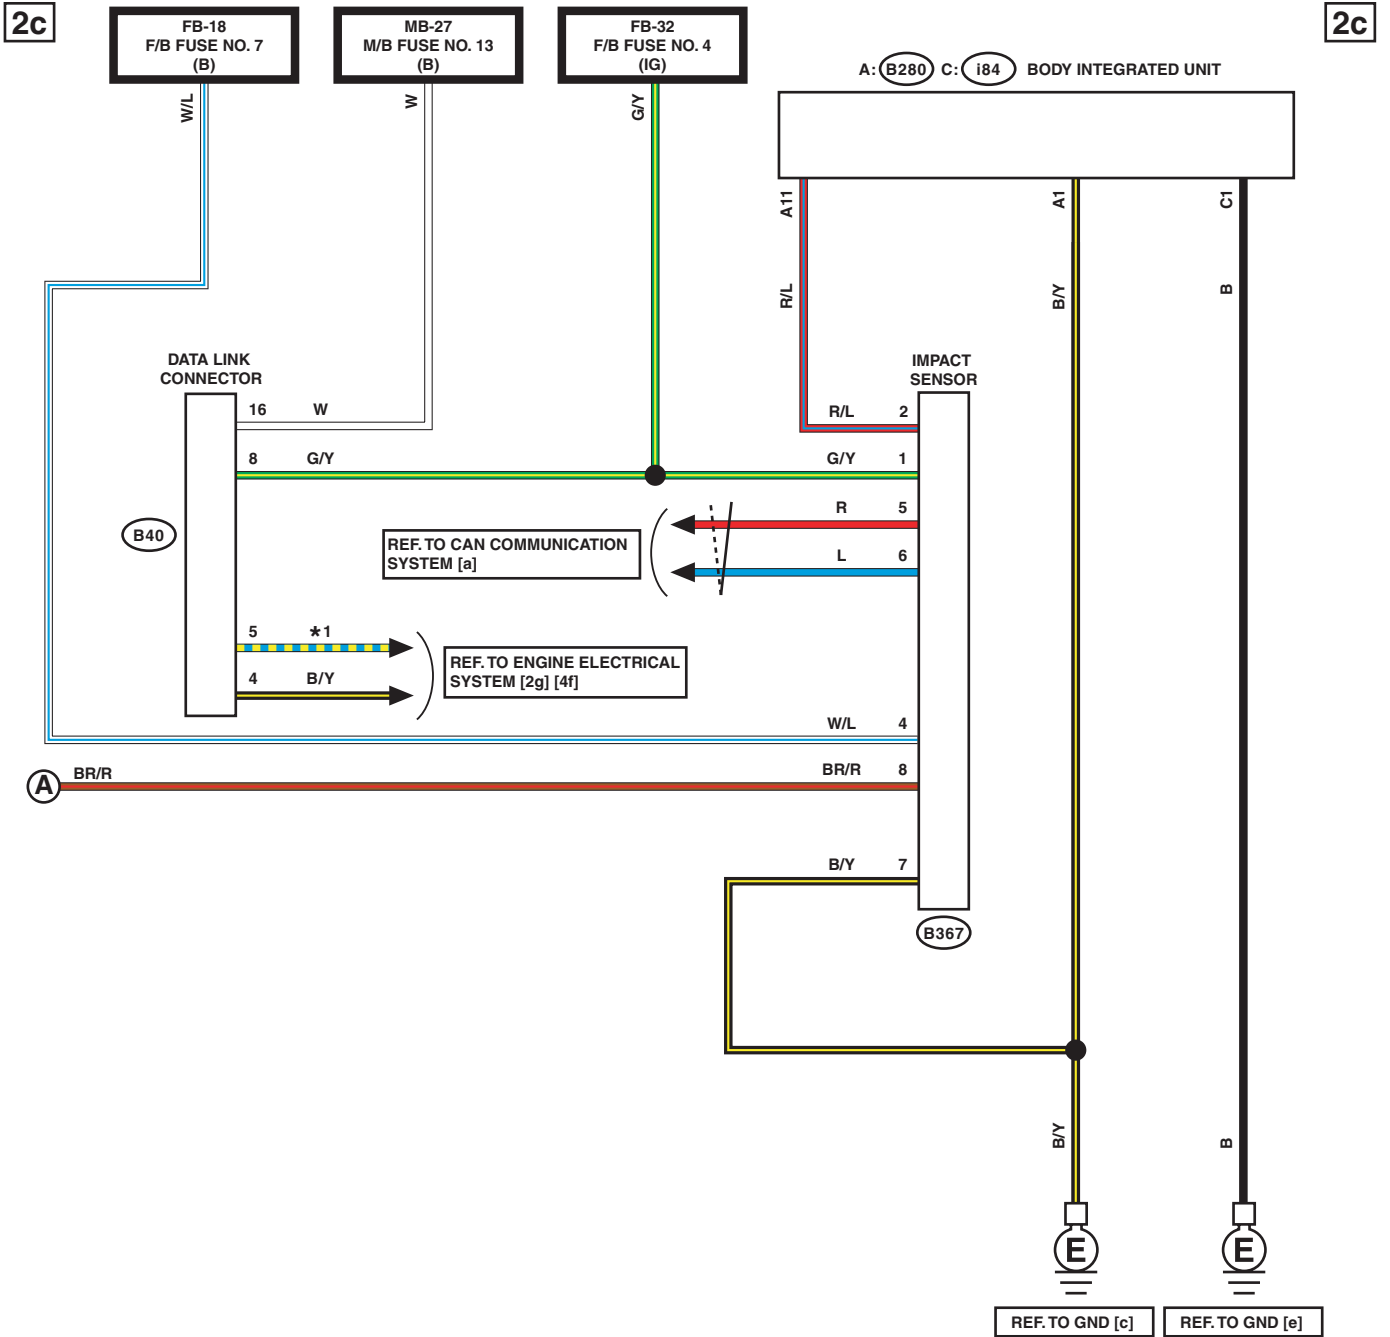 2c
2c
FB-18
F/B FUSE NO. 7
(B)
MB-27
M/B FUSE NO. 13
(B)
FB-32
F/B FUSE NO. 4
(IG)
A: B280 C: i84 BODY INTEGRATED UNIT
W/L
W
G/Y
A11
A1
C1
R/L
B/Y
B
DATA LINK
CONNECTOR
IMPACT
SENSOR
16 W
R/L 2
8 G/Y
G/Y 1
R 5
B40
REF. TO CAN COMMUNICATION
SYSTEM [a]
L 6
5 *1
4 B/Y
REF. TO ENGINE ELECTRICAL
SYSTEM [2g] [4f]
W/L 4
A BR/R
BR/R 8
B/Y 7
B367
B/Y
B
E
E
REF. TO GND [c]
REF. TO GND [e]